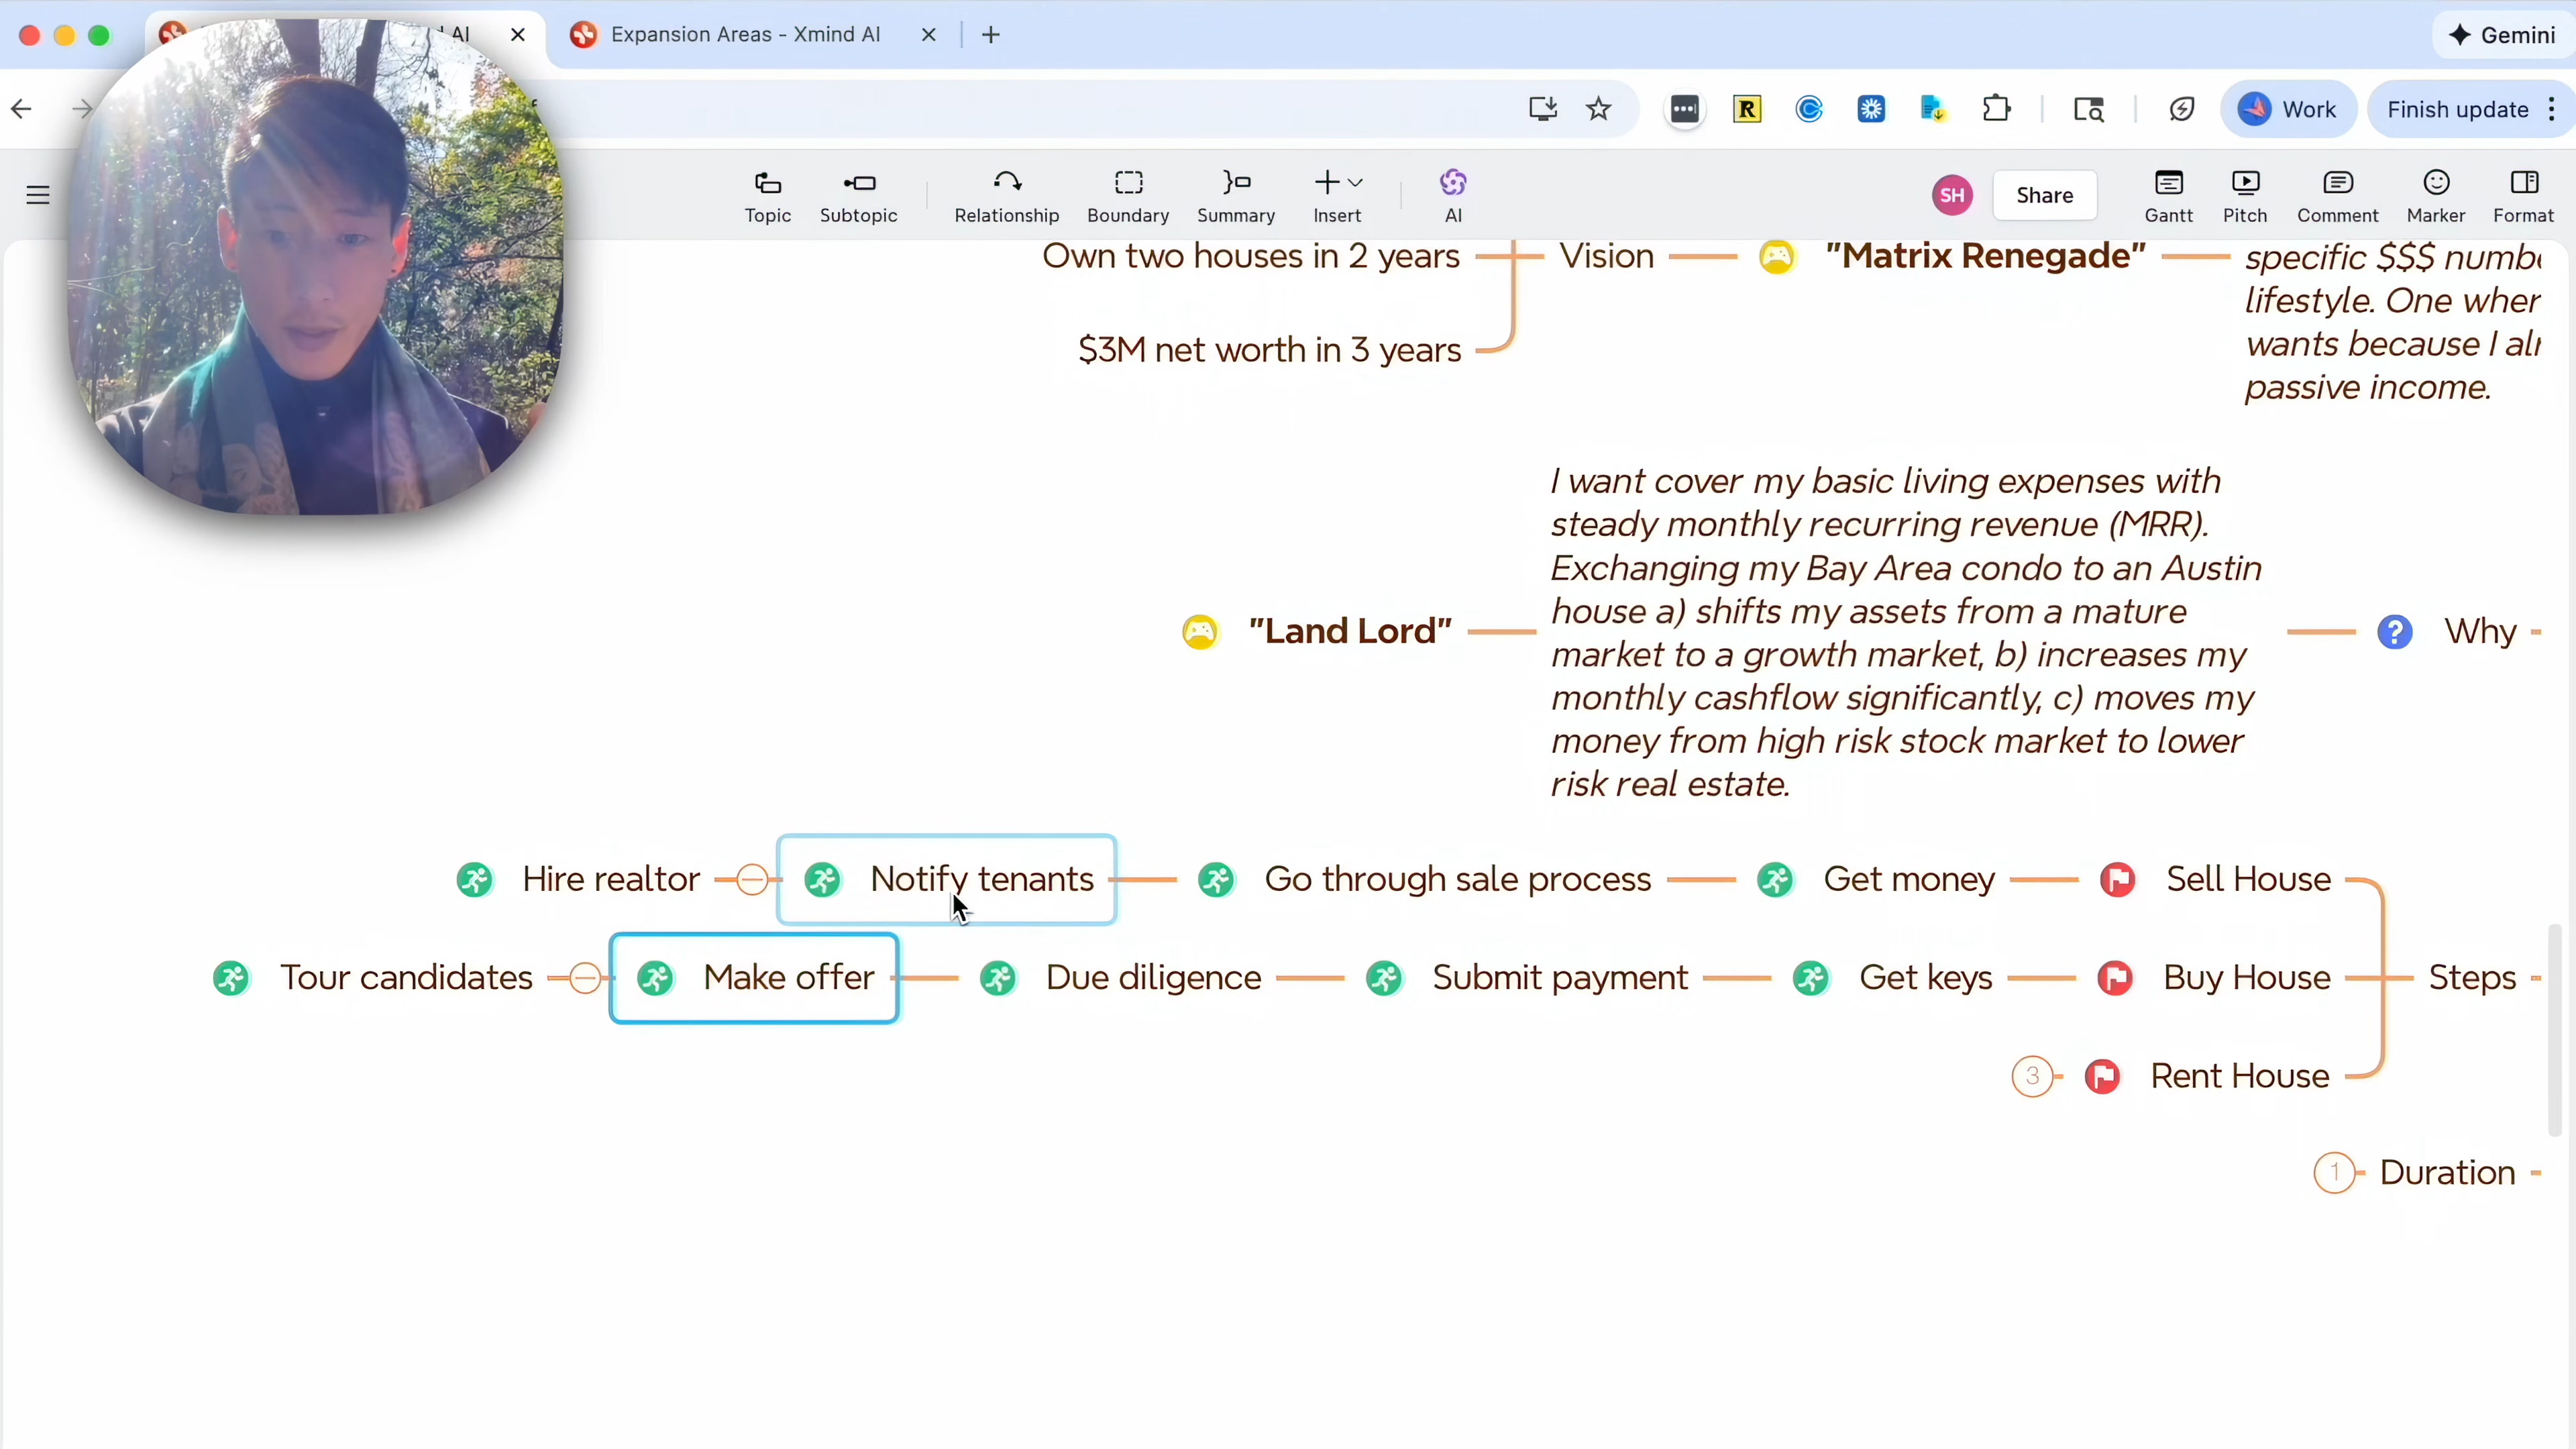 AI
Expansion Areas - Xmind AI
Gemini
Work
Finish update
Topic
Subtopic
Relationship
Boundary
Summary
Insert
AI
SH
Share
Gantt
Pitch
Comment
Marker
Format
Own two houses in 2 years
Vision
"Matrix Renegade"
specific $$$
lifestyle. One
wants because I
passive income.
$3M net worth in 3 years
"Land Lord"
I want cover my basic living expenses with
steady monthly recurring revenue (MRR).
Exchanging my Bay Area condo to an Austin
house a) shifts my assets from a mature
market to a growth market, b) increases my
monthly cashflow significantly, c) moves my
money from high risk stock market to lower
risk real estate.
? Why
Hire realtor
Notify tenants
Go through sale process
Get money
Sell House
Tour candidates
Make offer
Due diligence
Submit payment
Get keys
Buy House
Steps
3
Rent House
1
Duration